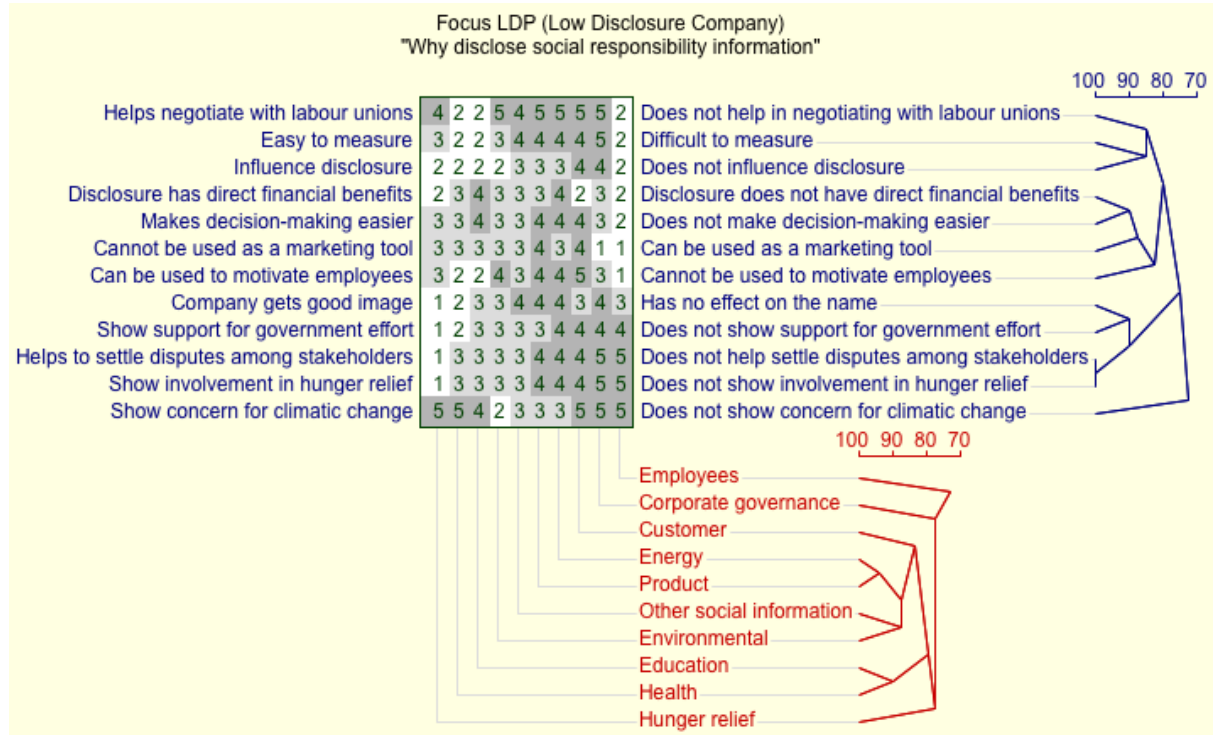 Focus LDP (Low Disclosure Company)
"Why disclose social responsibility information"
100 90 80 70
Helps negotiate with labour unions 4 2 2 5 4 5 5 5 5 2 Does not help in negotiating with labour unions
Easy to measure 3 2 2 3 4 4 4 4 5 2 Difficult to measure
Influence disclosure 2 2 2 2 3 3 3 4 4 2 Does not influence disclosure
Disclosure has direct financial benefits 2 3 4 3 3 3 4 2 3 2 Disclosure does not have direct financial benefits
Makes decision-making easier 3 3 4 3 3 4 4 4 3 2 Does not make decision-making easier
Cannot be used as a marketing tool 3 3 3 3 3 4 3 4 1 1 Can be used as a marketing tool
Can be used to motivate employees 3 2 2 4 3 4 4 5 3 1 Cannot be used to motivate employees
Company gets good image 1 2 3 3 4 4 4 3 4 3 Has no effect on the name
Show support for government effort 1 2 3 3 3 3 4 4 4 4 Does not show support for government effort
Helps to settle disputes among stakeholders 1 3 3 3 3 4 4 4 5 5 Does not help settle disputes among stakeholders
Show involvement in hunger relief 1 3 3 3 3 4 4 4 5 5 Does not show involvement in hunger relief
Show concern for climatic change 5 5 4 2 3 3 3 5 5 5 Does not show concern for climatic change
100 90 80 70
Employees
Corporate governance
Customer
Energy
Product
Other social information
Environmental
Education
Health
Hunger relief